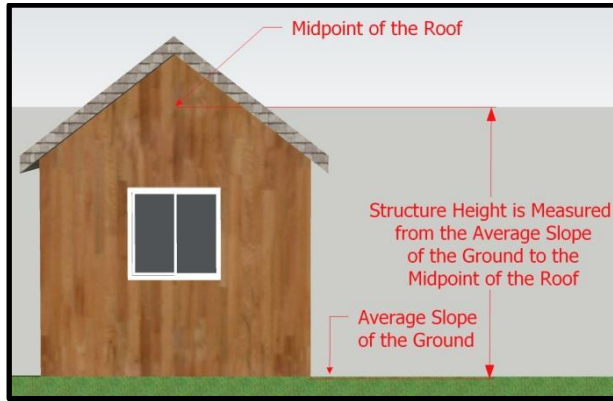 Midpoint of the Roof
Structure Height is Measured
from the Average Slope
of the Ground to the
Midpoint of the Roof
Average Slope
of the Ground